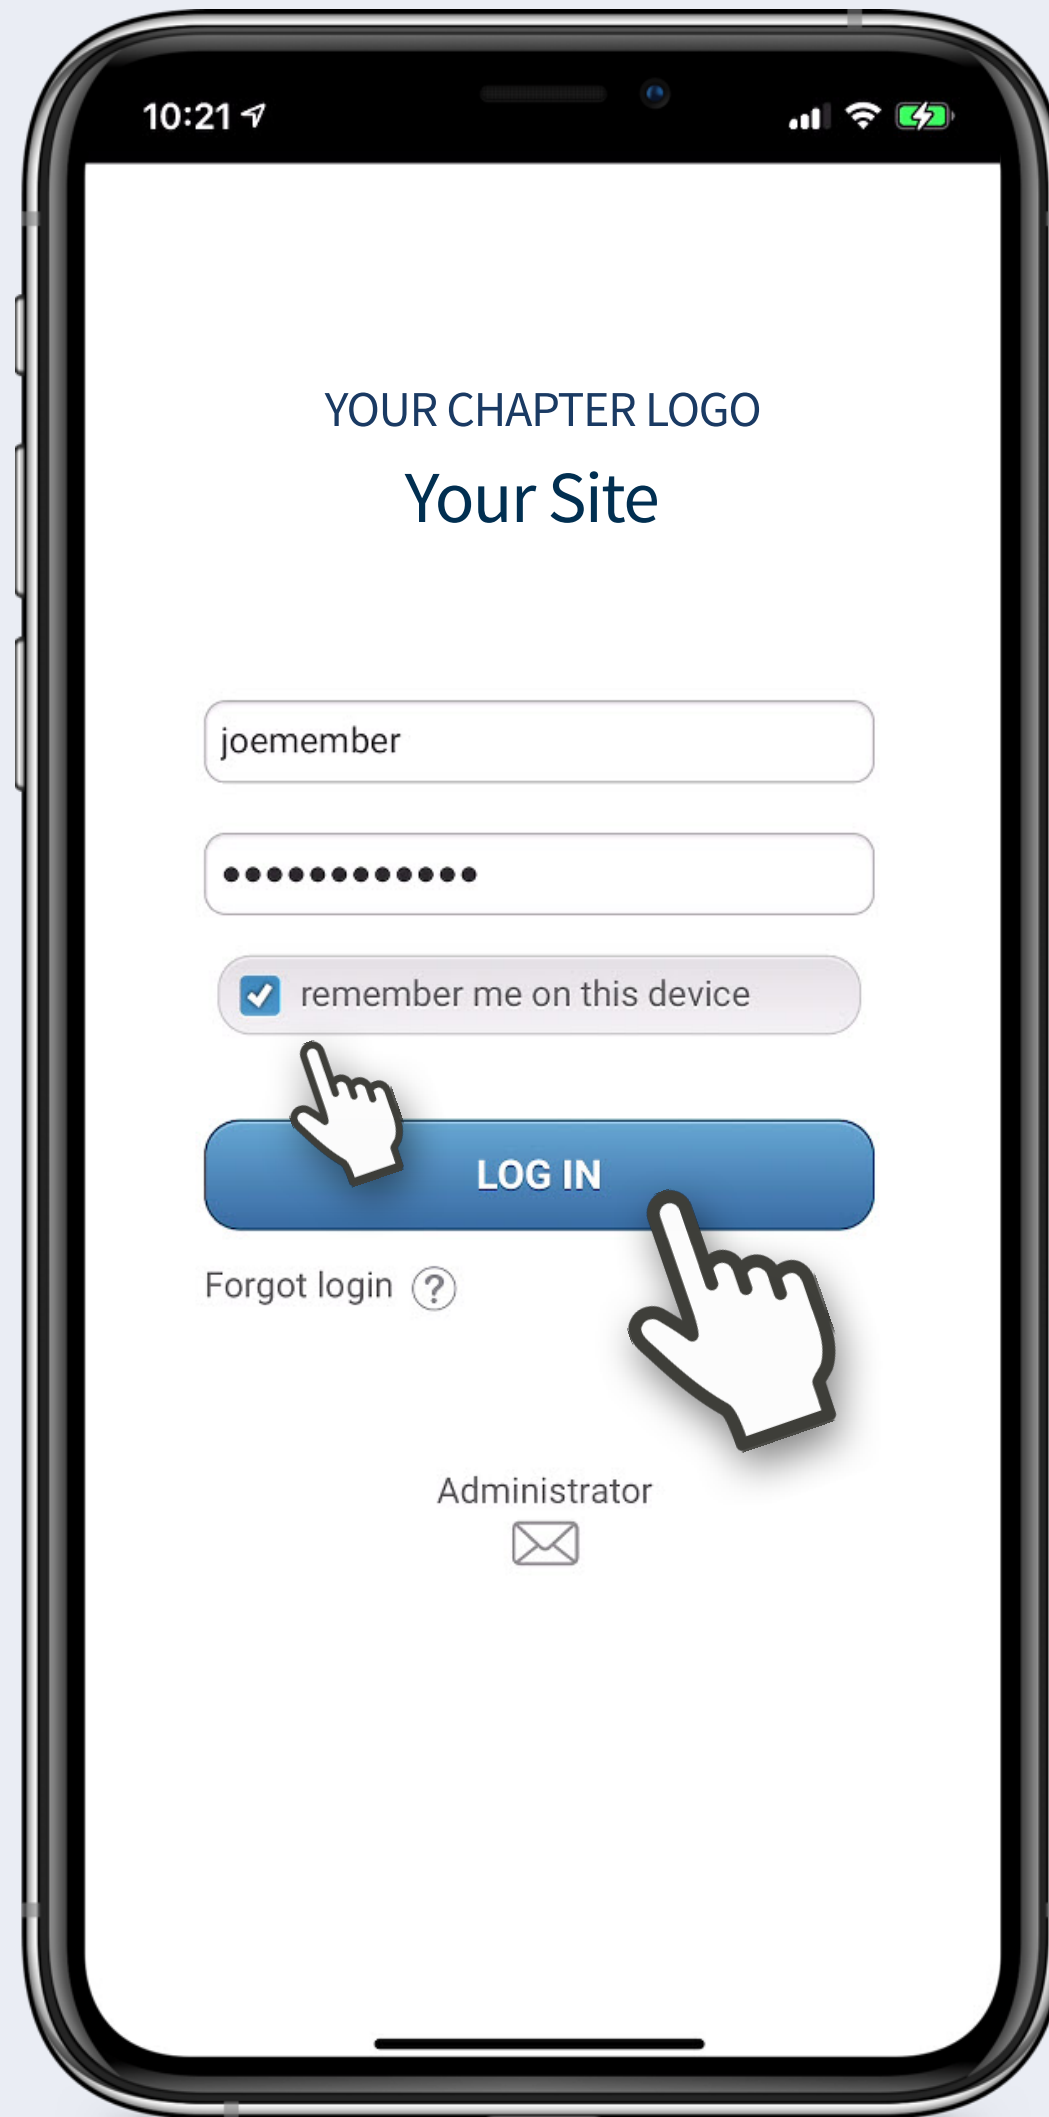 10:21
YOUR CHAPTER LOGO
Your Site
joemember
••••••••••••
remember me on this device
LOG IN
Forgot login ?
Administrator